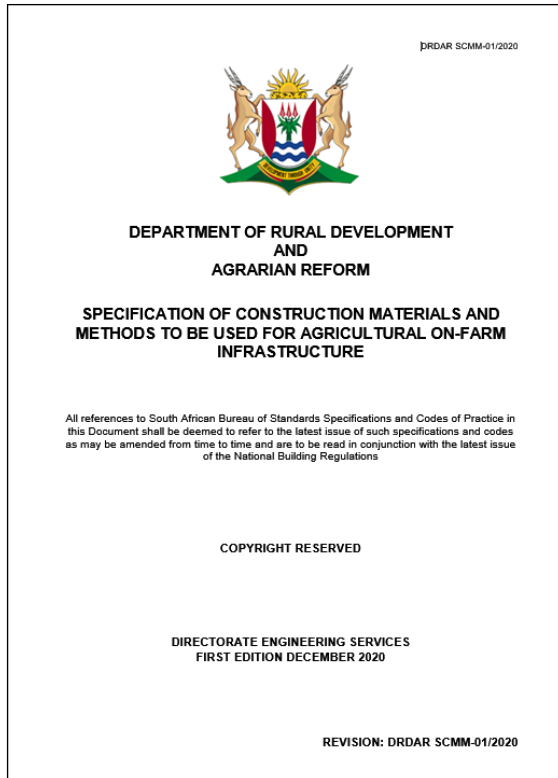 DRDAR SCMM-01/2020
DEVELOPMENT THROUGH UNITY
DEPARTMENT OF RURAL DEVELOPMENT
AND
AGRARIAN REFORM
SPECIFICATION OF CONSTRUCTION MATERIALS AND
METHODS TO BE USED FOR AGRICULTURAL ON-FARM
INFRASTRUCTURE
All references to South African Bureau of Standards Specifications and Codes of Practice in
this Document shall be deemed to refer to the latest issue of such specifications and codes
as may be amended from time to time and are to be read in conjunction with the latest issue
of the National Building Regulations
COPYRIGHT RESERVED
DIRECTORATE ENGINEERING SERVICES
FIRST EDITION DECEMBER 2020
REVISION: DRDAR SCMM-01/2020